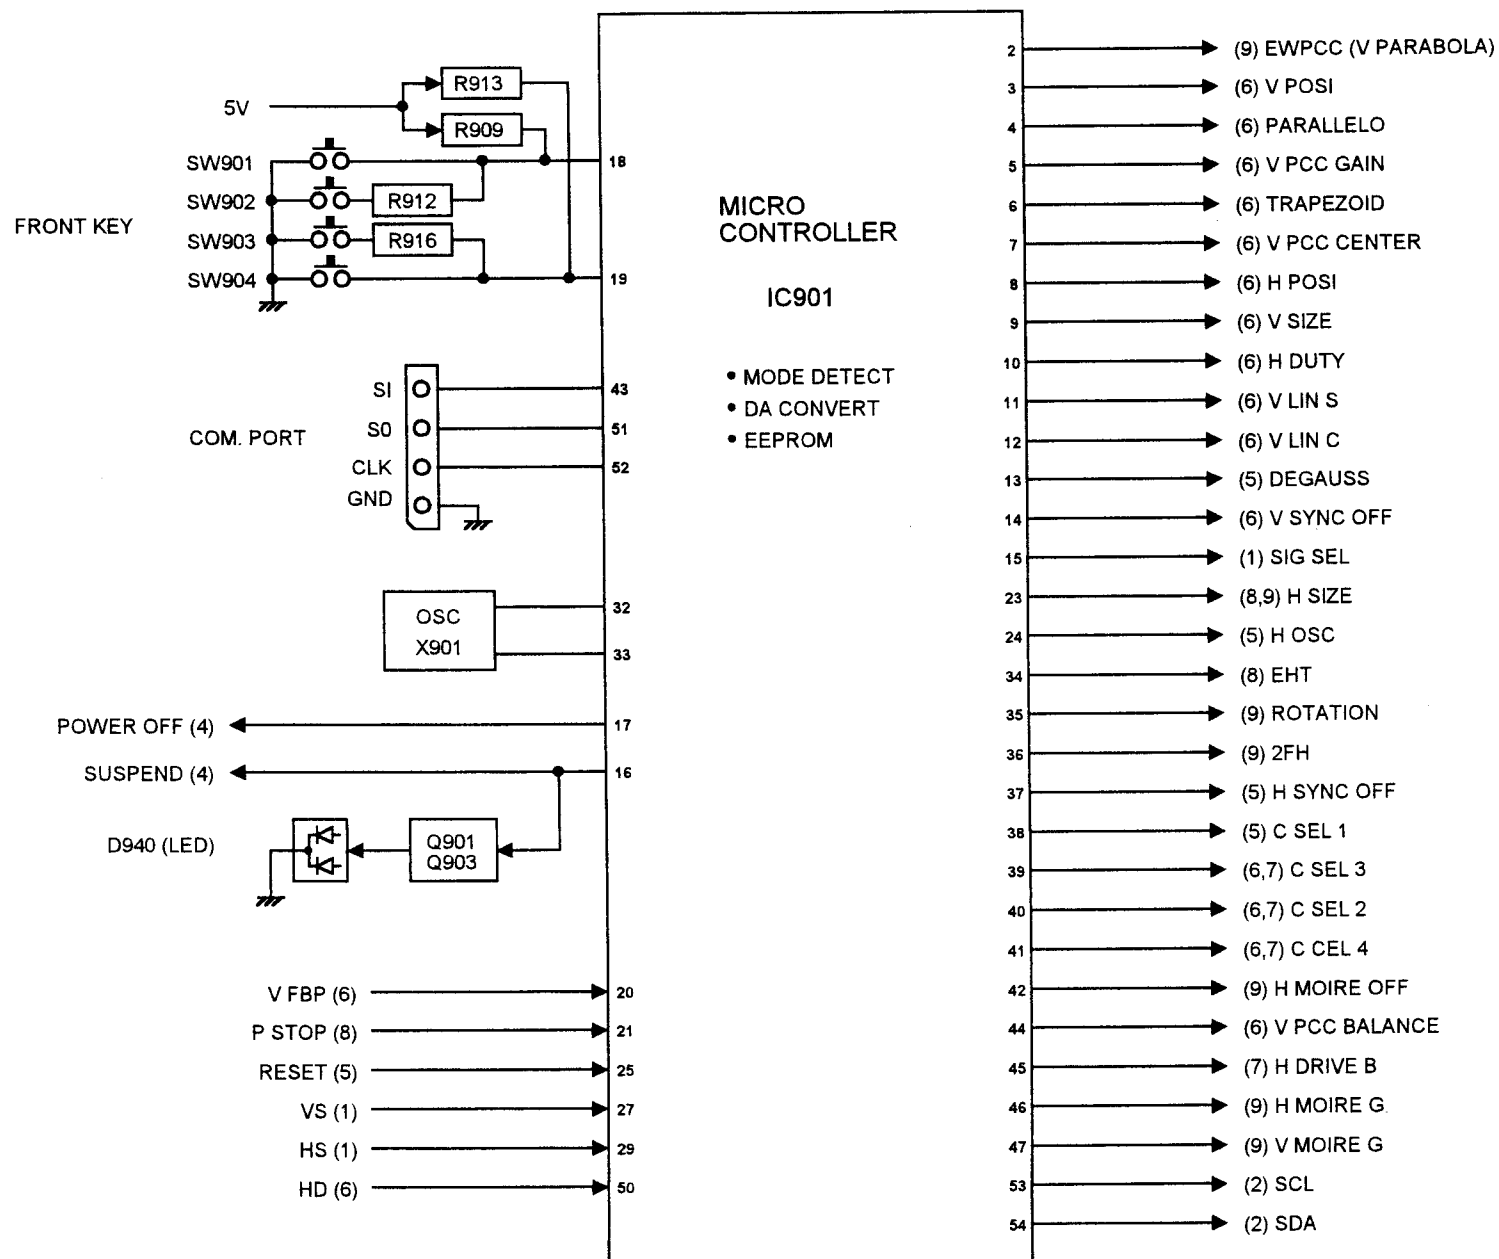 5V
R913
R909
FRONT KEY
SW901
SW902
R912
SW903
R916
SW904
18
19
COM. PORT
SI
S0
CLK
GND
43
51
52
OSC
X901
32
33
POWER OFF (4)
17
SUSPEND (4)
16
D940 (LED)
Q901
Q903
V FBP (6)
20
P STOP (8)
21
RESET (5)
25
VS (1)
27
HS (1)
29
HD (6)
50
MICRO
CONTROLLER
IC901
• MODE DETECT
• DA CONVERT
• EEPROM
2 (9) EWPCC (V PARABOLA)
3 (6) V POSI
4 (6) PARALLELO
5 (6) V PCC GAIN
6 (6) TRAPEZOID
7 (6) V PCC CENTER
8 (6) H POSI
9 (6) V SIZE
10 (6) H DUTY
11 (6) V LIN S
12 (6) V LIN C
13 (5) DEGAUSS
14 (6) V SYNC OFF
15 (1) SIG SEL
23 (8,9) H SIZE
24 (5) H OSC
34 (8) EHT
35 (9) ROTATION
36 (9) 2FH
37 (5) H SYNC OFF
38 (5) C SEL 1
39 (6,7) C SEL 3
40 (6,7) C SEL 2
41 (6,7) C CEL 4
42 (9) H MOIRE OFF
44 (6) V PCC BALANCE
45 (7) H DRIVE B
46 (9) H MOIRE G
47 (9) V MOIRE G
53 (2) SCL
54 (2) SDA